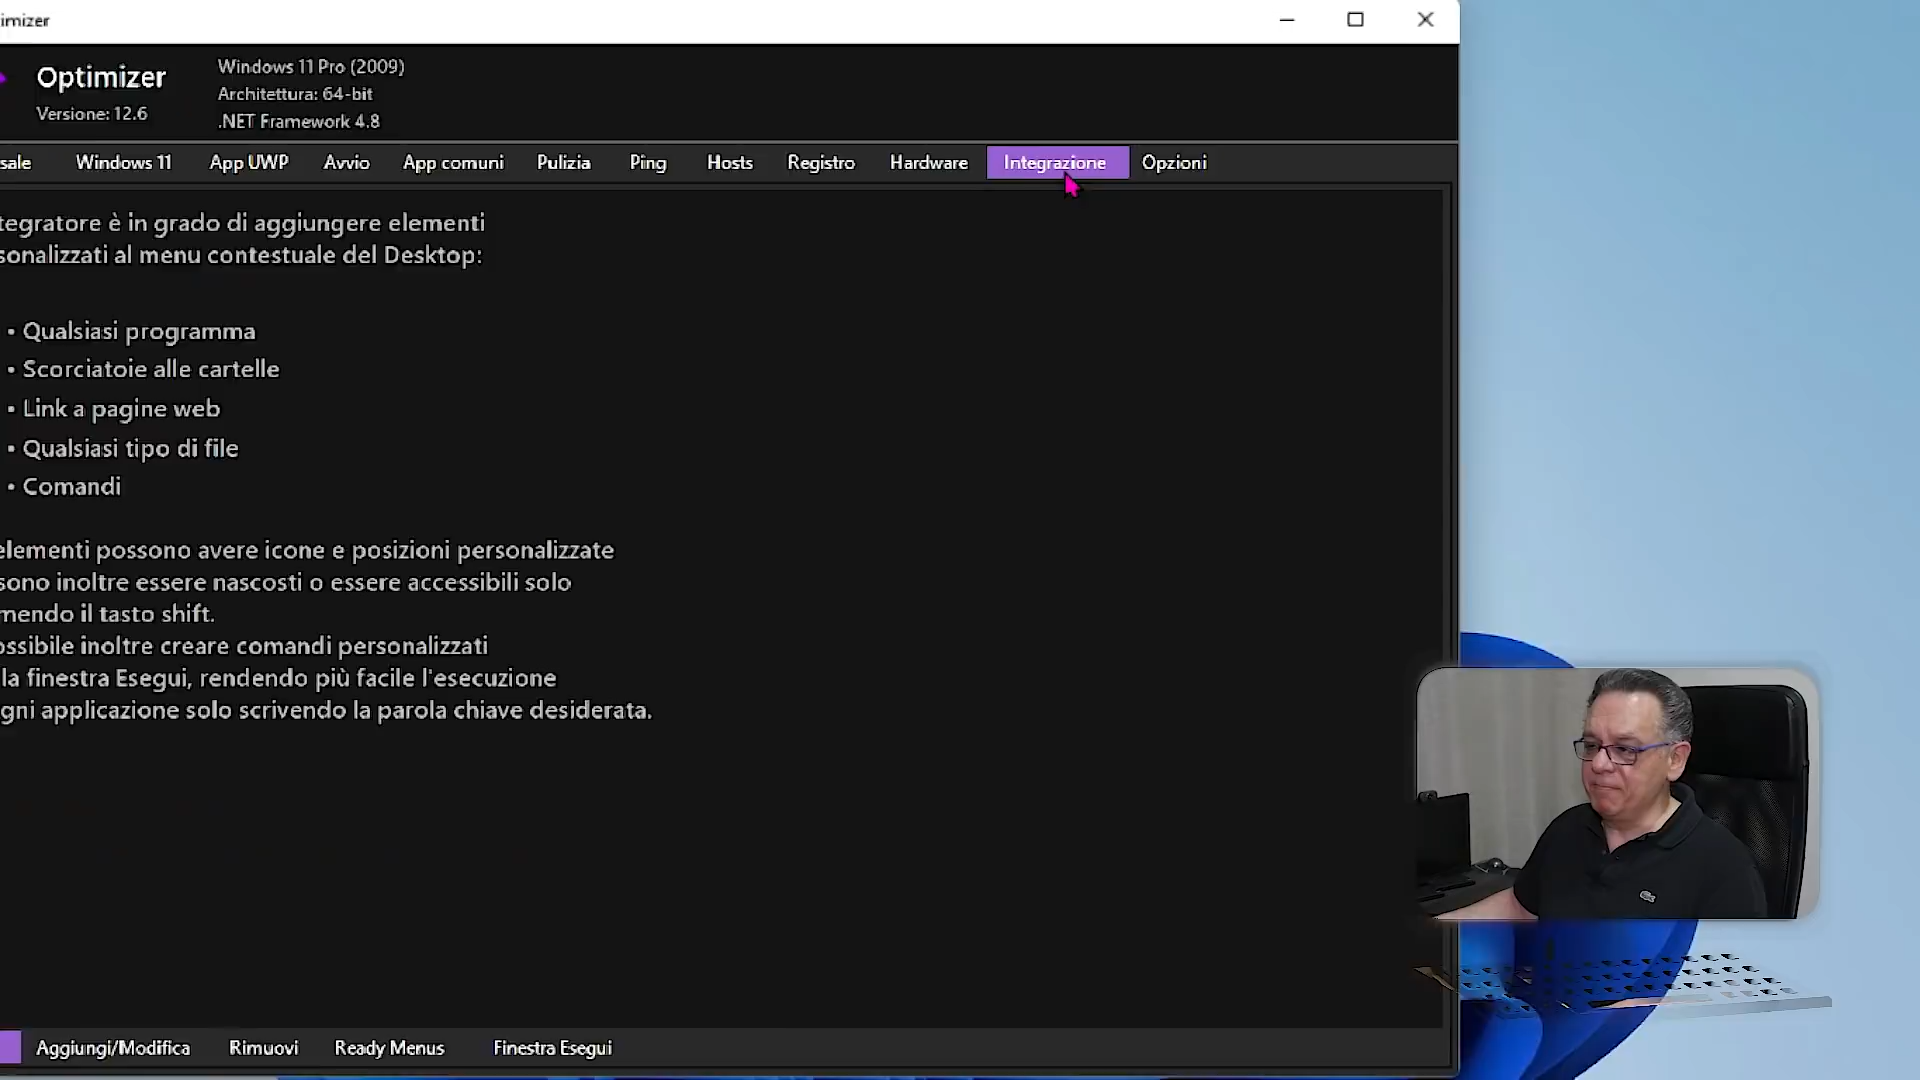 imizer
Optimizer
Versione: 12.6
Windows 11 Pro (2009)
Architettura: 64-bit
.NET Framework 4.8
sale Windows 11 App UWP Avvio App comuni Pulizia Ping Hosts Registro Hardware Integrazione Opzioni
tegratore è in grado di aggiungere elementi
sonalizzati al menu contestuale del Desktop:
• Qualsiasi programma
• Scorciatoie alle cartelle
• Link a pagine web
• Qualsiasi tipo di file
• Comandi
elementi possono avere icone e posizioni personalizzate
sono inoltre essere nascosti o essere accessibili solo
mendo il tasto shift.
ossibile inoltre creare comandi personalizzati
la finestra Esegui, rendendo più facile l'esecuzione
gni applicazione solo scrivendo la parola chiave desiderata.
Aggiungi/Modifica Rimuovi Ready Menus Finestra Esegui